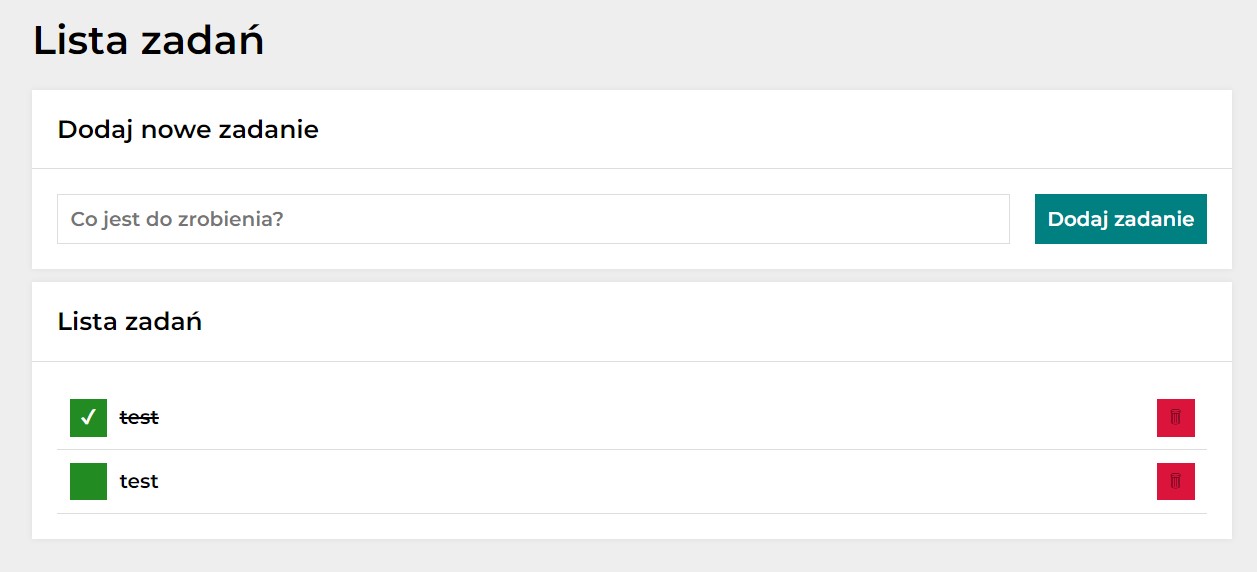 Lista zadań
Dodaj nowe zadanie
Co jest do zrobienia?
Dodaj zadanie
Lista zadań
✓ test
test